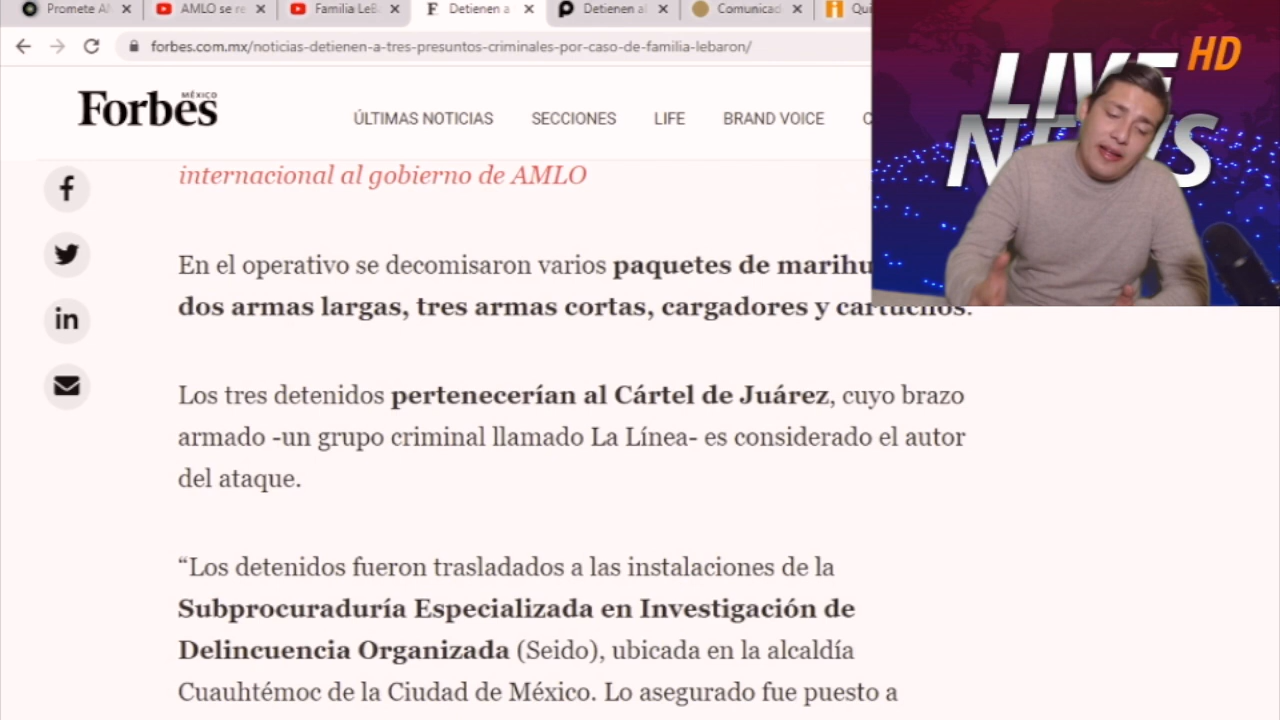 Promete A
AMLO se re
Familia LeB
Detienen a
Detienen al
Comunicad
Qui
forbes.com.mx/noticias-detienen-a-tres-presuntos-criminales-por-caso-de-familia-lebaron/
Forbes
MÉXICO
ÚLTIMAS NOTICIAS
SECCIONES
LIFE
BRAND VOICE
LIVE
NEWS
HD
internacional al gobierno de AMLO
En el operativo se decomisaron varios paquetes de marihu
dos armas largas, tres armas cortas, cargadores y cartuchos.
Los tres detenidos pertenecerían al Cártel de Juárez, cuyo brazo
armado -un grupo criminal llamado La Línea- es considerado el autor
del ataque.
“Los detenidos fueron trasladados a las instalaciones de la
Subprocuraduría Especializada en Investigación de
Delincuencia Organizada (Seido), ubicada en la alcaldía
Cuauhtémoc de la Ciudad de México. Lo asegurado fue puesto a